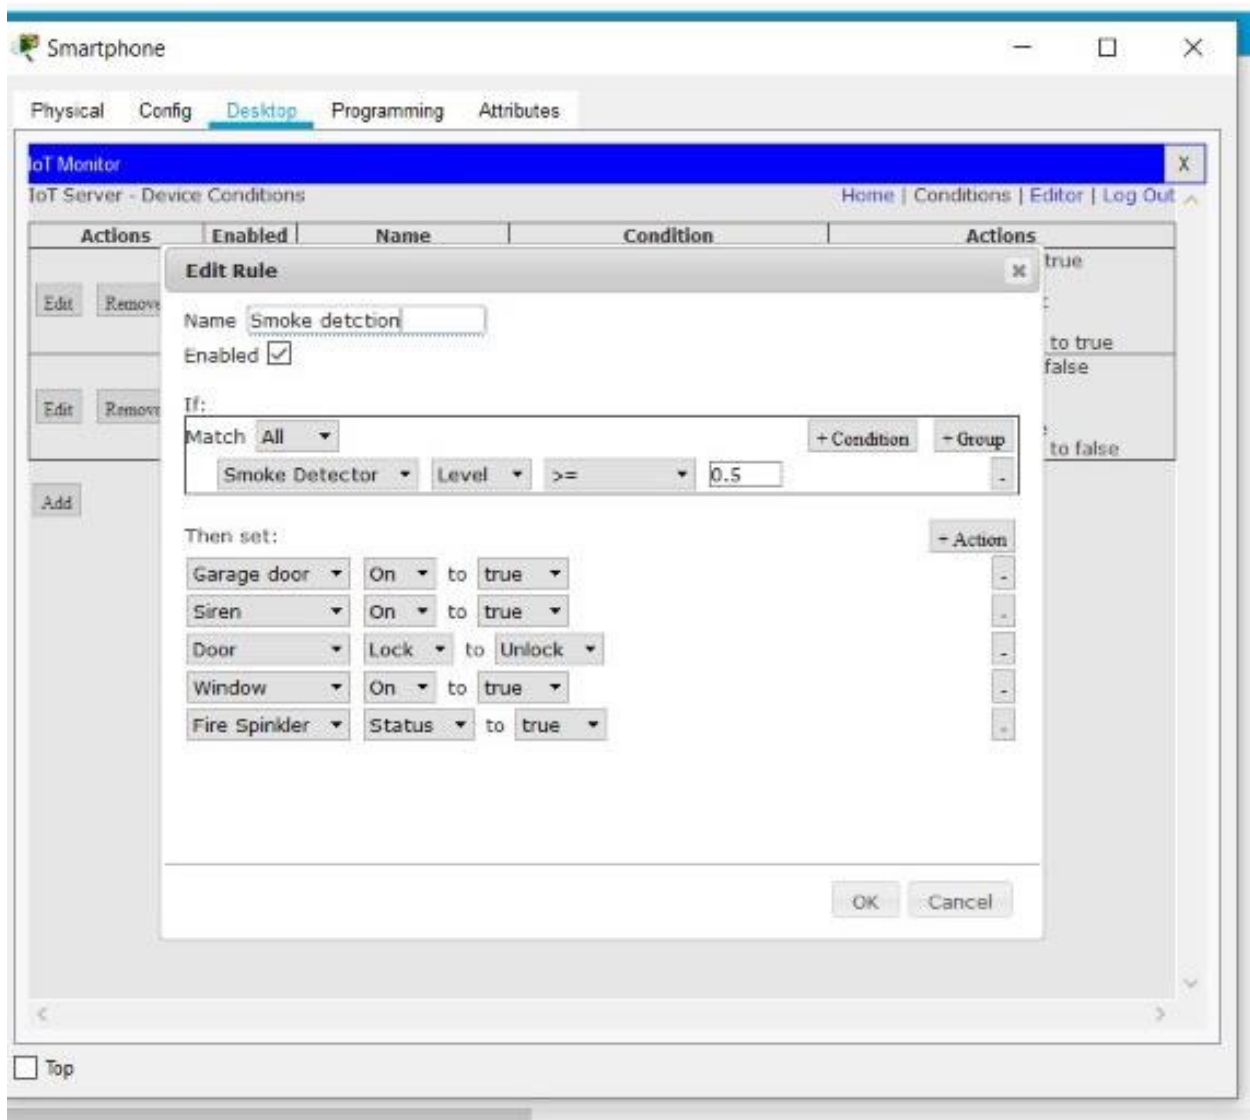 Smartphone
Physical Config Desktop Programming Attributes
IoT Monitor X
IoT Server - Device Conditions Home | Conditions | Editor | Log Out
Actions Enabled Name Condition Actions
Edit Rule
true
Edit Remove
Name Smoke detction
to true
Enabled
false
If:
Edit Remove
Match All + Condition + Group
to false
Smoke Detector Level >= 0.5 -
Add
Then set: + Action
Garage door On to true -
Siren On to true -
Door Lock to Unlock -
Window On to true -
Fire Spinkler Status to true -
OK Cancel
Top